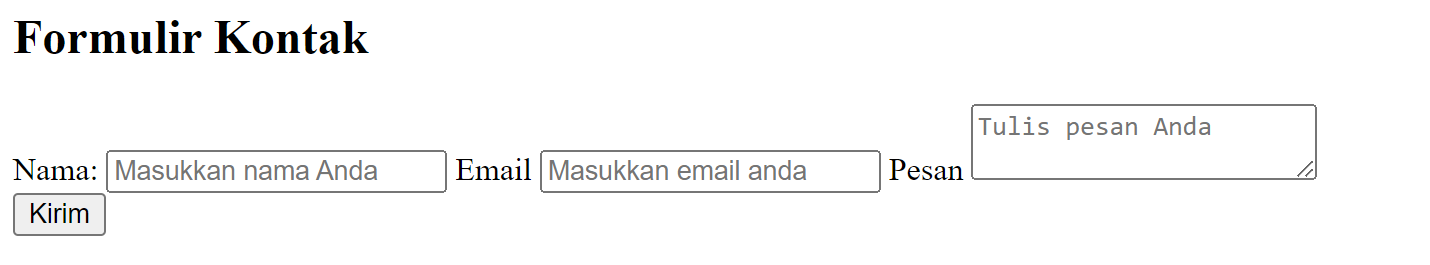 Formulir Kontak
Nama: Masukkan nama Anda Email Masukkan email anda Pesan Tulis pesan Anda
Kirim